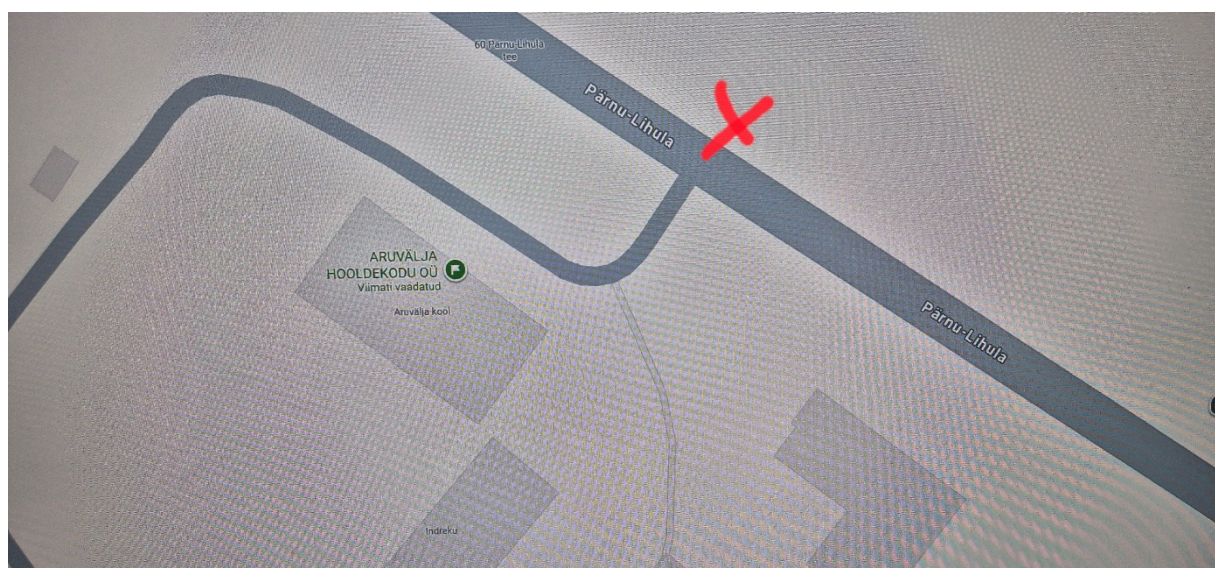 60 Pärnu-Lihula
tee
Pärnu-Lihula
ARUVÄLJA
HOOLDEKODU OÜ
Viimati vaadatud
Aruvälja kool
Pärnu-Lihula
Indreku